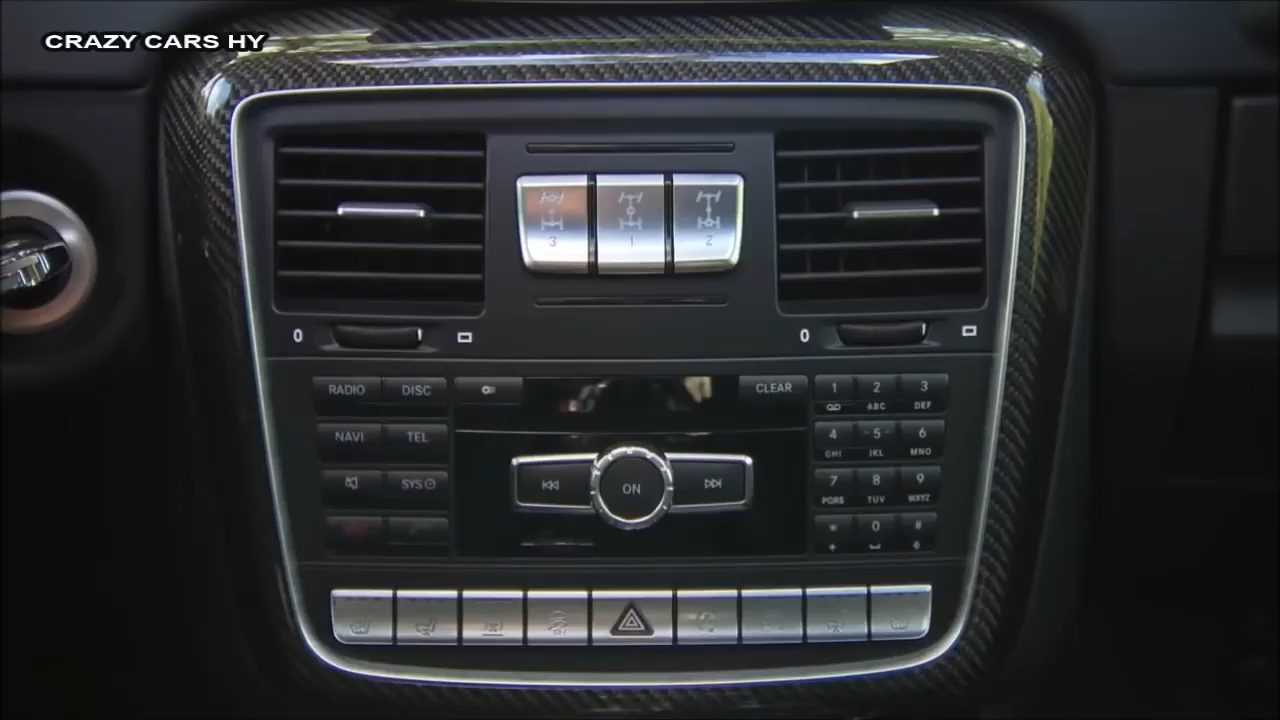 CRAZY CARS HY
3 1 2
0 0
RADIO DISC CLEAR 1 2 3
ABC DEF
NAVI TEL 4 5 6
GHI JKL MNO
SYS ON 7 8 9
PQRS TUV WXYZ
* 0 #
+